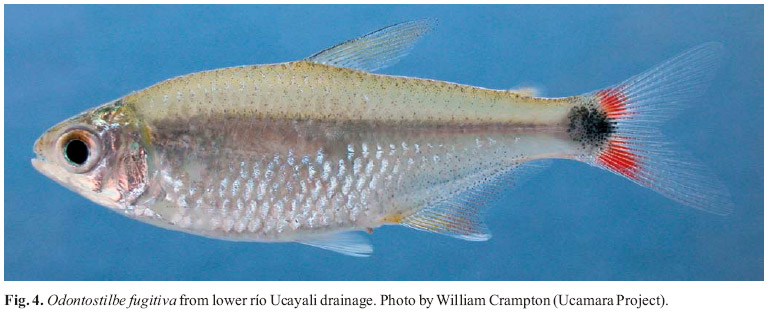 Fig. 4. Odontostilbe fugitiva from lower río Ucayali drainage. Photo by William Crampton (Ucamara Project).